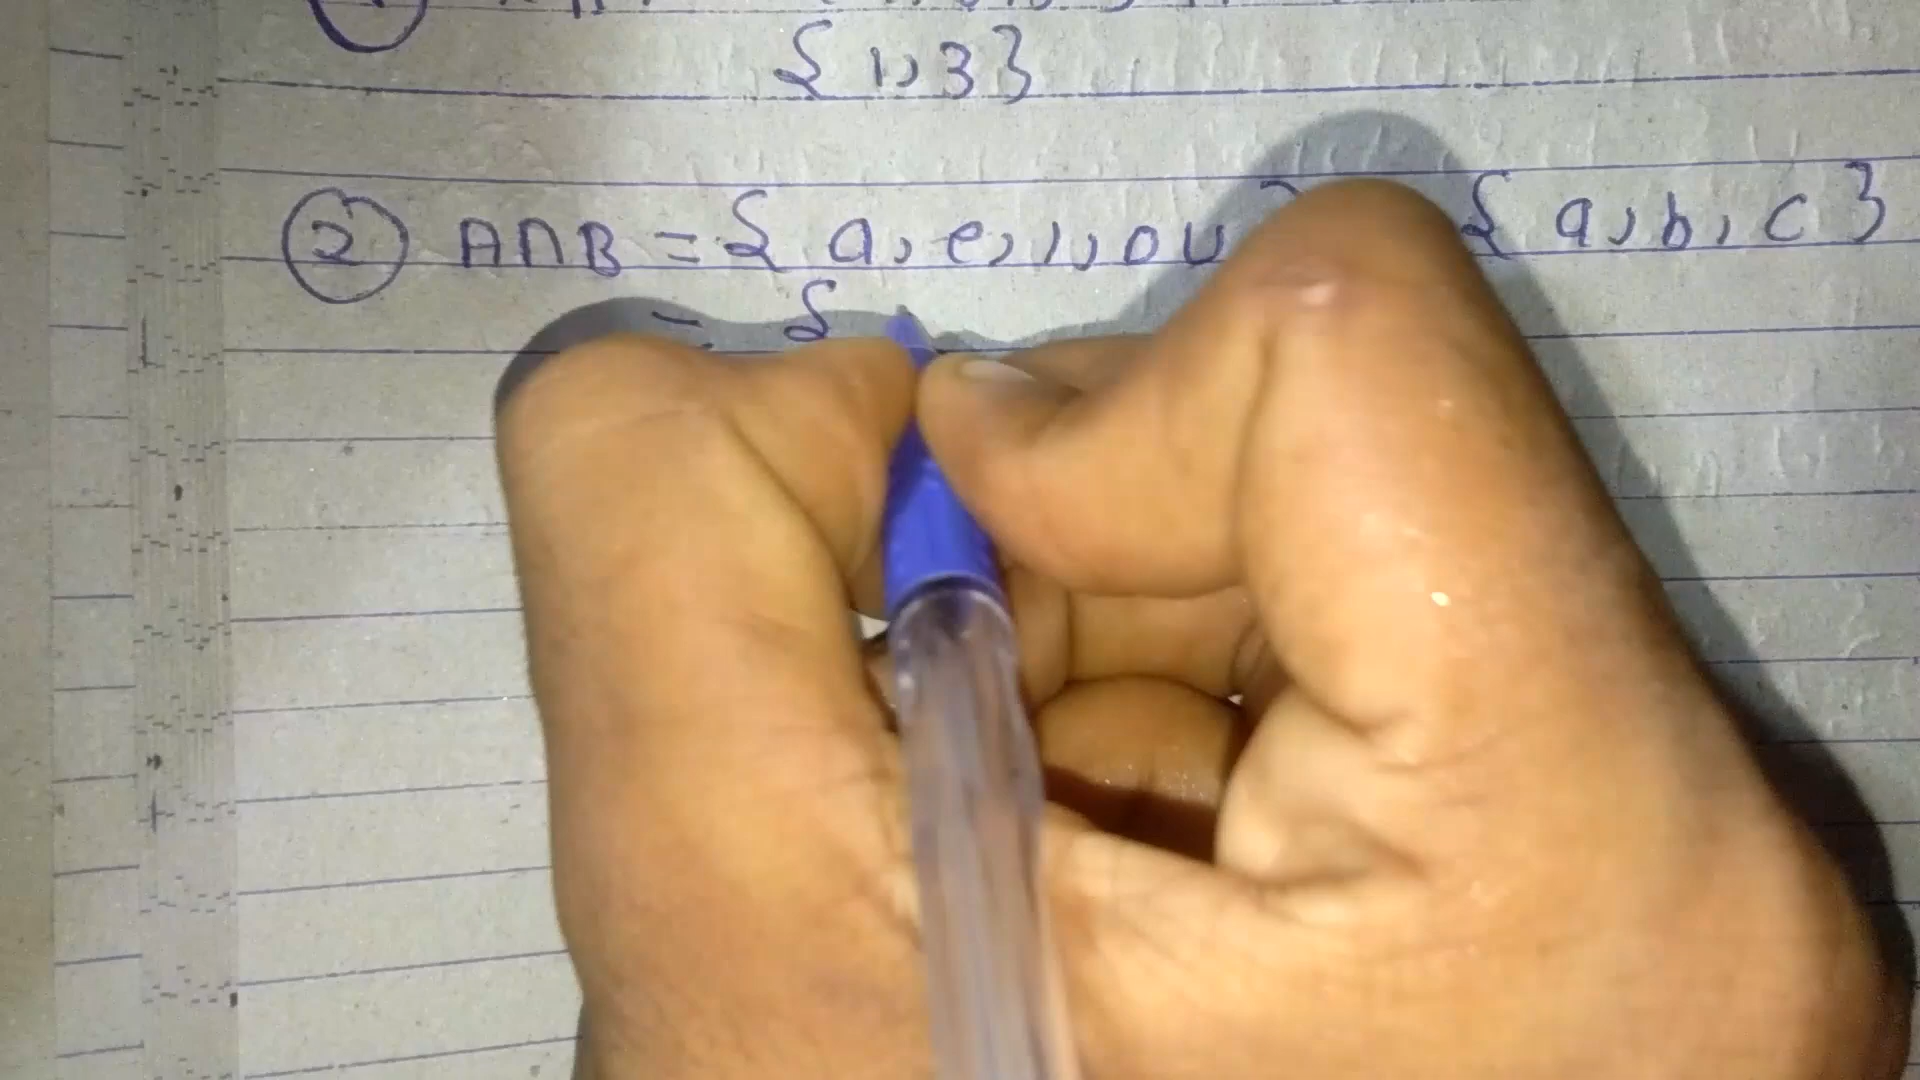 { 1, 3 }
② A∩B = { a, e, i, o u } { a, b, c }
= {